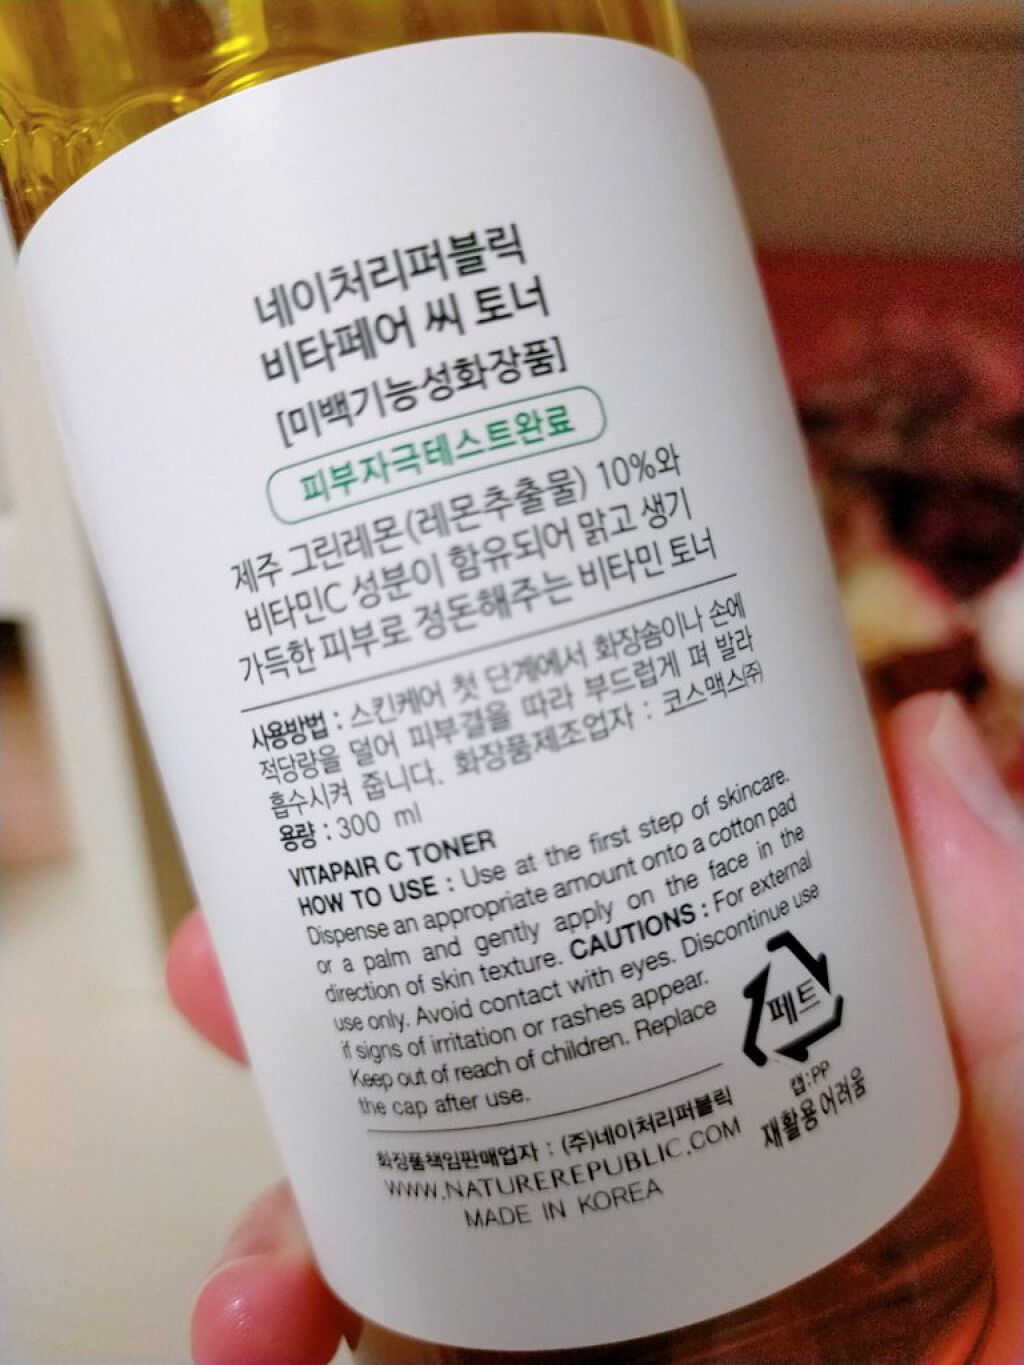 네이처리퍼블릭
비타페어 씨 토너
[미백기능성화장품]
피부자극테스트완료
제주 그린레몬(레몬추출물) 10%와
비타민C 성분이 함유되어 맑고 생기
가득한 피부로 정돈해주는 비타민 토너
사용방법 : 스킨케어 첫 단계에서 화장솜이나 손에
적당량을 덜어 피부결을 따라 부드럽게 펴 발라
흡수시켜 줍니다. 화장품제조업자 : 코스맥스㈜
용량 : 300 ml
VITAPAIR C TONER
HOW TO USE : Use at the first step of skincare.
Dispense an appropriate amount onto a cotton pad
or a palm and gently apply on the face in the
direction of skin texture. CAUTIONS : For external
use only. Avoid contact with eyes. Discontinue use
if signs of irritation or rashes appear.
Keep out of reach of children. Replace
the cap after use.
페트
캡:PP
재활용 어려움
화장품책임판매업자 : (주)네이처리퍼블릭
WWW.NATUREREPUBLIC.COM
MADE IN KOREA